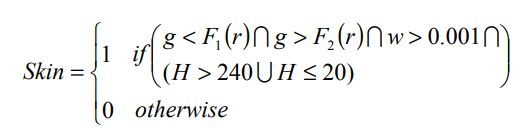 g < F₁(r)⋂g > F₂(r)⋂w > 0.001⋂
Skin = { 1 if (
(H > 240⋃H ≤ 20) )
0 otherwise